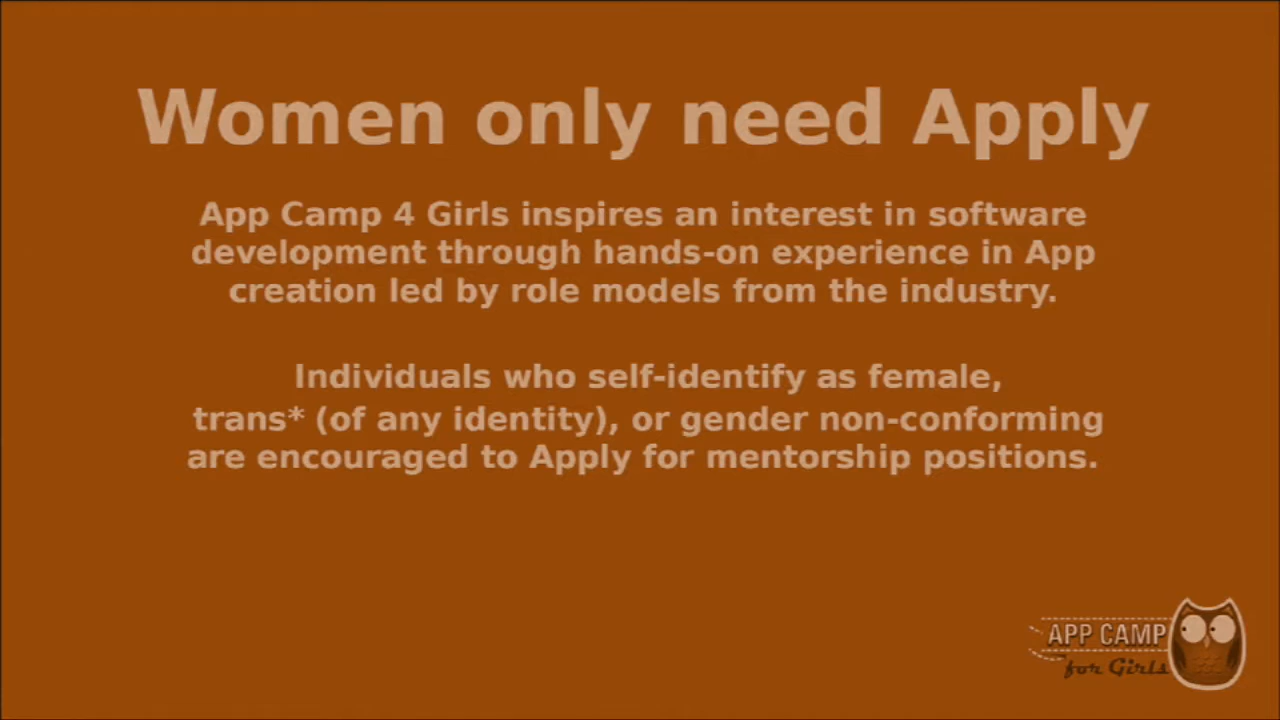 Women only need Apply
App Camp 4 Girls inspires an interest in software
development through hands-on experience in App
creation led by role models from the industry.
Individuals who self-identify as female,
trans* (of any identity), or gender non-conforming
are encouraged to Apply for mentorship positions.
APP CAMP
for Girls